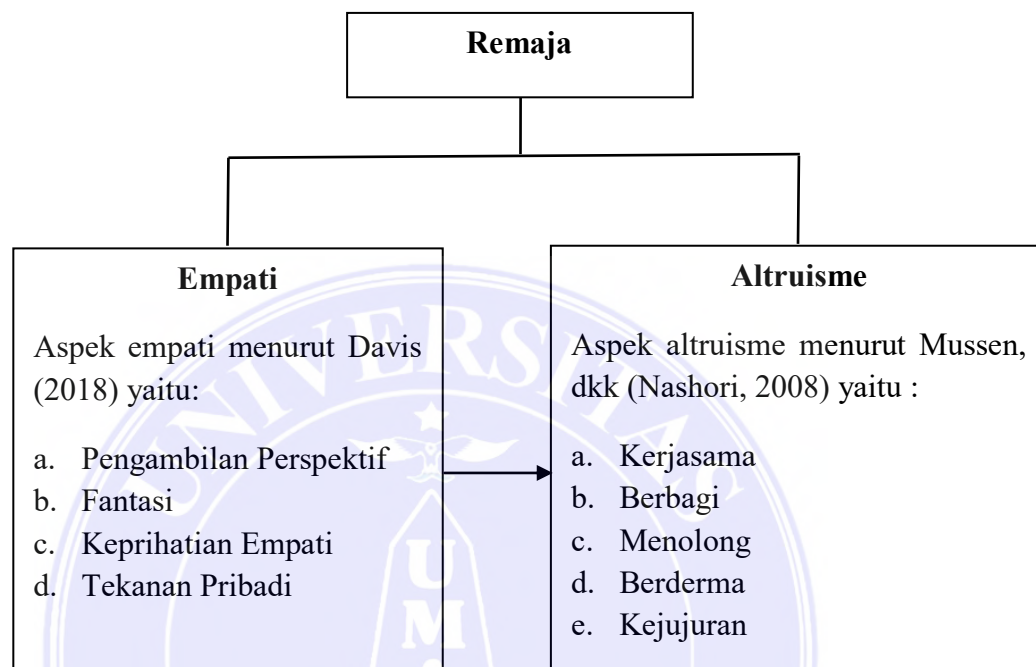 Remaja
Empati
Aspek empati menurut Davis
(2018) yaitu:
a. Pengambilan Perspektif
b. Fantasi
c. Keprihatian Empati
d. Tekanan Pribadi
Altruisme
Aspek altruisme menurut Mussen,
dkk (Nashori, 2008) yaitu :
a. Kerjasama
b. Berbagi
c. Menolong
d. Berderma
e. Kejujuran
UNIVERSITAS
U
M